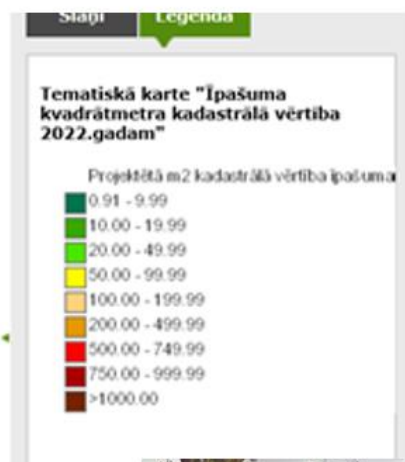 Slāņi Leģenda
Tematiskā karte "Īpašuma
kvadrātmetra kadastrālā vērtība
2022.gadam"
Projektētā m2 kadastrālā vērtība īpašuma
0.91 - 9.99
10.00 - 19.99
20.00 - 49.99
50.00 - 99.99
100.00 - 199.99
200.00 - 499.99
500.00 - 749.99
750.00 - 999.99
>1000.00